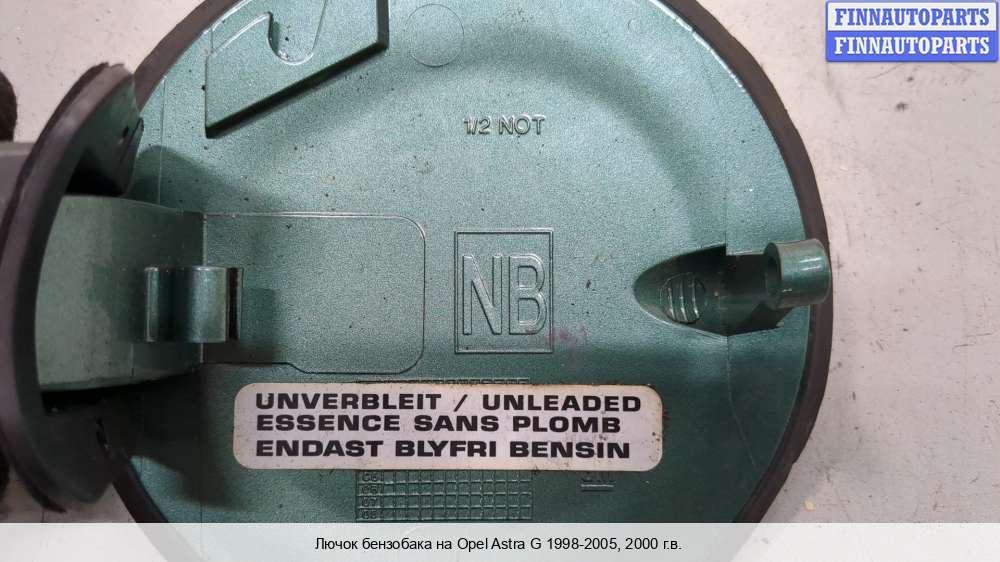 FINNAUTOPARTS
FINNAUTOPARTS
1/2 NOT
NB
UNVERBLEIT / UNLEADED
ESSENCE SANS PLOMB
ENDAST BLYFRI BENSIN
Лючок бензобака на Opel Astra G 1998-2005, 2000 г.в.